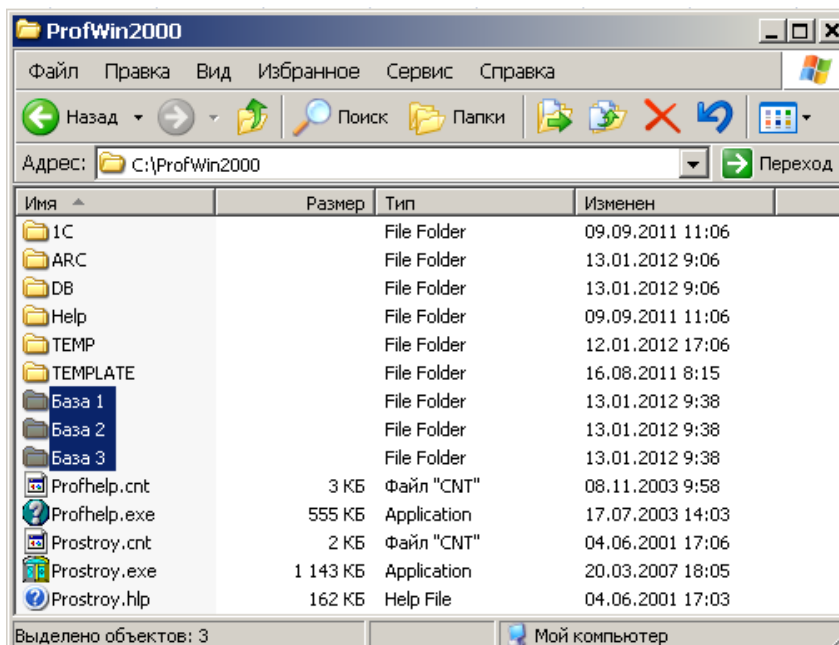 ProfWin2000
Файл Правка Вид Избранное Сервис Справка
Назад Поиск Папки
Адрес: C:\ProfWin2000 Переход
Имя Размер Тип Изменен
1C File Folder 09.09.2011 11:06
ARC File Folder 13.01.2012 9:06
DB File Folder 13.01.2012 9:06
Help File Folder 09.09.2011 11:06
TEMP File Folder 12.01.2012 17:06
TEMPLATE File Folder 16.08.2011 8:15
База 1 File Folder 13.01.2012 9:38
База 2 File Folder 13.01.2012 9:38
База 3 File Folder 13.01.2012 9:38
Profhelp.cnt 3 КБ Файл "CNT" 08.11.2003 9:58
Profhelp.exe 555 КБ Application 17.07.2003 14:03
Prostroy.cnt 2 КБ Файл "CNT" 04.06.2001 17:06
Prostroy.exe 1 143 КБ Application 20.03.2007 18:05
Prostroy.hlp 162 КБ Help File 04.06.2001 17:03
Выделено объектов: 3 Мой компьютер